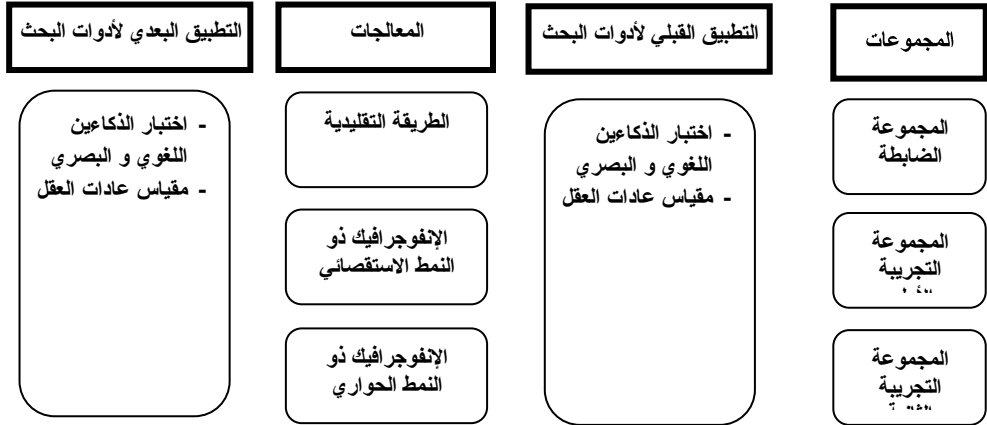 المجموعات
التطبيق القبلي لأدوات البحث
المعالجات
التطبيق البعدي لأدوات البحث
المجموعة
الضابطة
المجموعة
التجريبية
المجموعة
التجريبية
- اختبار الذكاءين
اللغوي و البصري
- مقياس عادات العقل
الطريقة التقليدية
الإنفوجرافيك ذو
النمط الاستقصائي
الإنفوجرافيك ذو
النمط الحواري
- اختبار الذكاءين
اللغوي و البصري
- مقياس عادات العقل